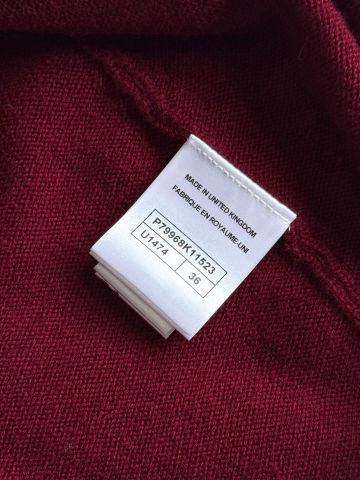 MADE IN UNITED KINGDOM
FABRIQUE EN ROYAUME-UNI
P79968K11523
U1474 36